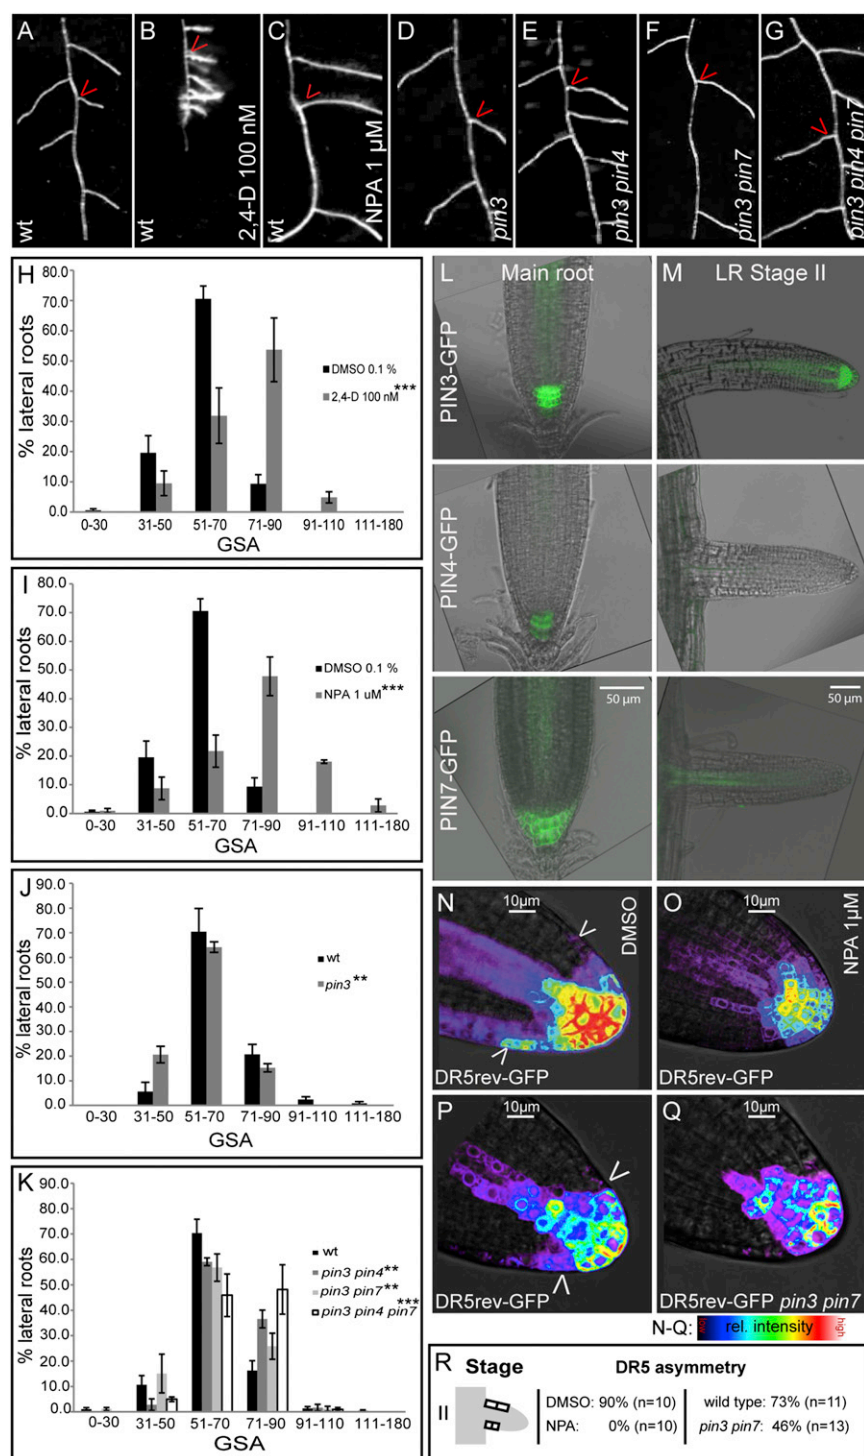 A
B
C
D
E
F
G
wt
wt
2,4-D 100 nM
wt
NPA 1 µM
pin3
pin3 pin4
pin3 pin7
pin3 pin4 pin7
H
80.0
70.0
60.0
50.0
40.0
30.0
20.0
10.0
0.0
% lateral roots
DMSO 0.1 %
2,4-D 100 nM ***
0-30 31-50 51-70 71-90 91-110 111-180
GSA
I
80.0
70.0
60.0
50.0
40.0
30.0
20.0
10.0
0.0
% lateral roots
DMSO 0.1 %
NPA 1 uM ***
0-30 31-50 51-70 71-90 91-110 111-180
GSA
J
90.0
80.0
70.0
60.0
50.0
40.0
30.0
20.0
10.0
0.0
% lateral roots
wt
pin3 **
0-30 31-50 51-70 71-90 91-110 111-180
GSA
K
90.0
80.0
70.0
60.0
50.0
40.0
30.0
20.0
10.0
0.0
% lateral roots
wt
pin3 pin4 **
pin3 pin7 **
pin3 pin4 pin7 ***
0-30 31-50 51-70 71-90 91-110 111-180
GSA
L Main root
M LR Stage II
PIN3-GFP
PIN4-GFP
PIN7-GFP
50 µm
50 µm
N
10µm
DMSO
DR5rev-GFP
O
10µm
NPA 1µM
DR5rev-GFP
P
10µm
DR5rev-GFP
Q
10µm
DR5rev-GFP pin3 pin7
N-Q: low rel. intensity high
R Stage DR5 asymmetry
II
DMSO: 90% (n=10)
NPA: 0% (n=10)
wild type: 73% (n=11)
pin3 pin7: 46% (n=13)